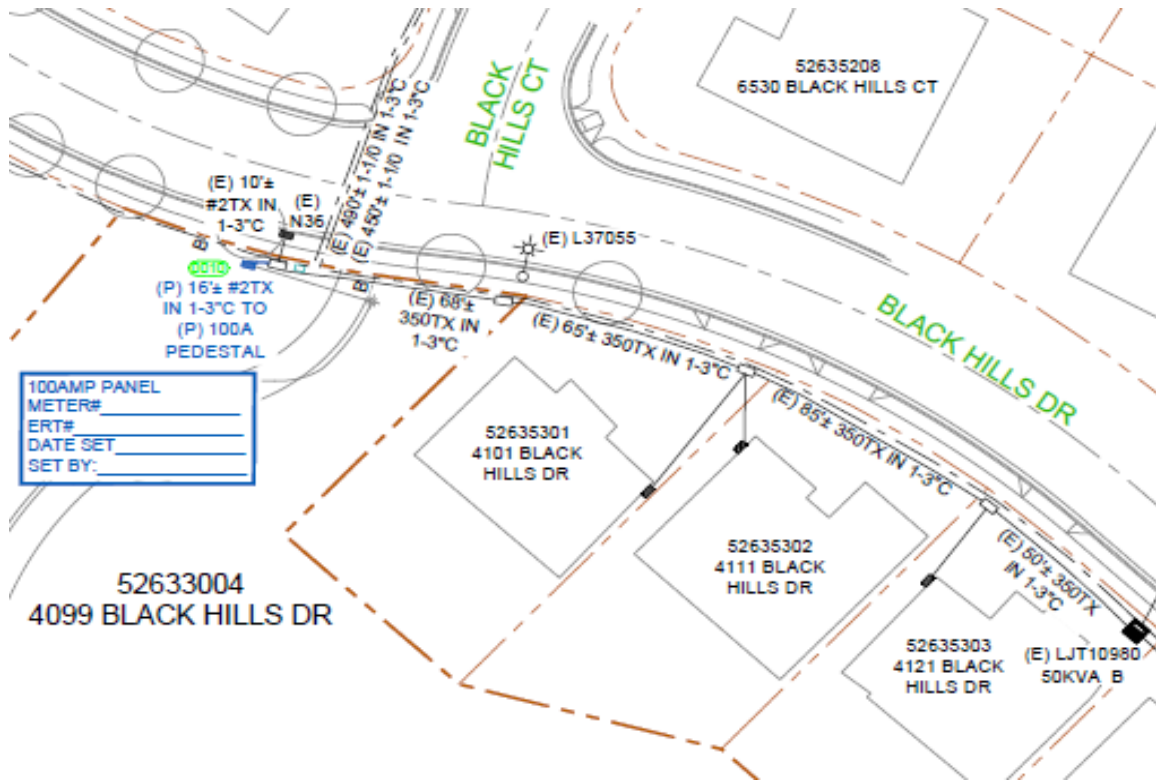 52635208
6530 BLACK HILLS CT
BLACK
HILLS CT
(E) 490'± 1-1/0 IN 1-3"C
(E) 450'± 1-1/0 IN 1-3"C
(E) 10'±
#2TX IN
1-3"C
(E)
N36
(E) L37055
B
B
0010
(P) 16'± #2TX
IN 1-3"C TO
(P) 100A
PEDESTAL
(E) 68'±
350TX IN
1-3"C
(E) 65'± 350TX IN 1-3"C
BLACK HILLS DR
(E) 85'± 350TX IN 1-3"C
100AMP PANEL
METER#
ERT#
DATE SET
SET BY:
52635301
4101 BLACK
HILLS DR
52635302
4111 BLACK
HILLS DR
(E) 50'± 350TX
IN 1-3"C
52633004
4099 BLACK HILLS DR
52635303
4121 BLACK
HILLS DR
(E) LJT10980
50KVA B